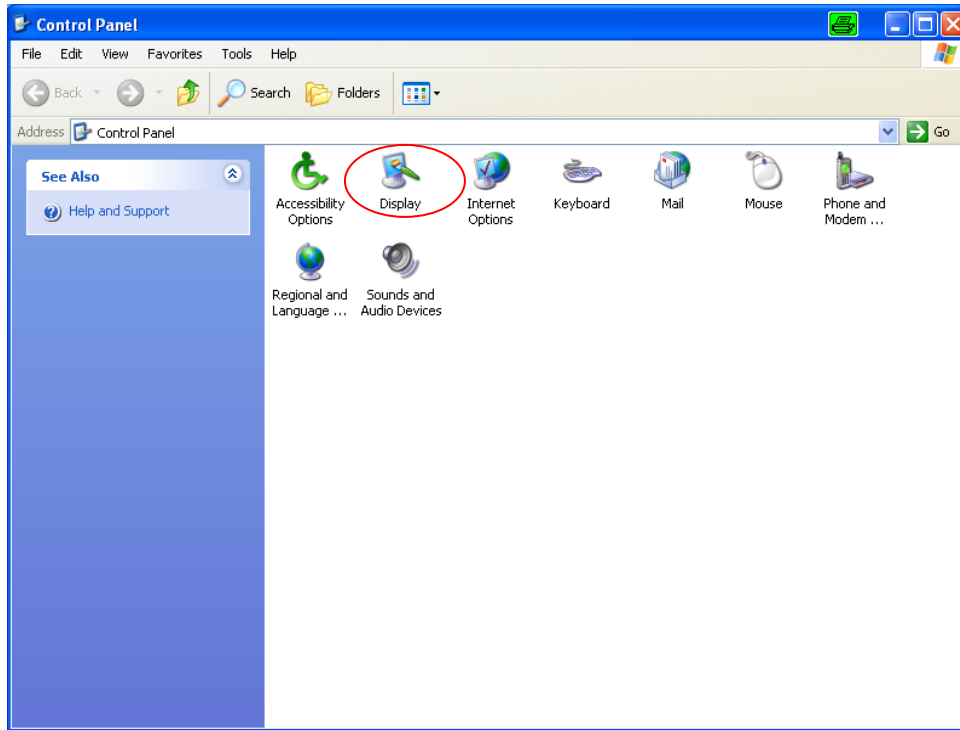 Control Panel
File Edit View Favorites Tools Help
Back Search Folders
Address Control Panel Go
See Also
Help and Support
Accessibility Options
Display
Internet Options
Keyboard
Mail
Mouse
Phone and Modem ...
Regional and Language ...
Sounds and Audio Devices